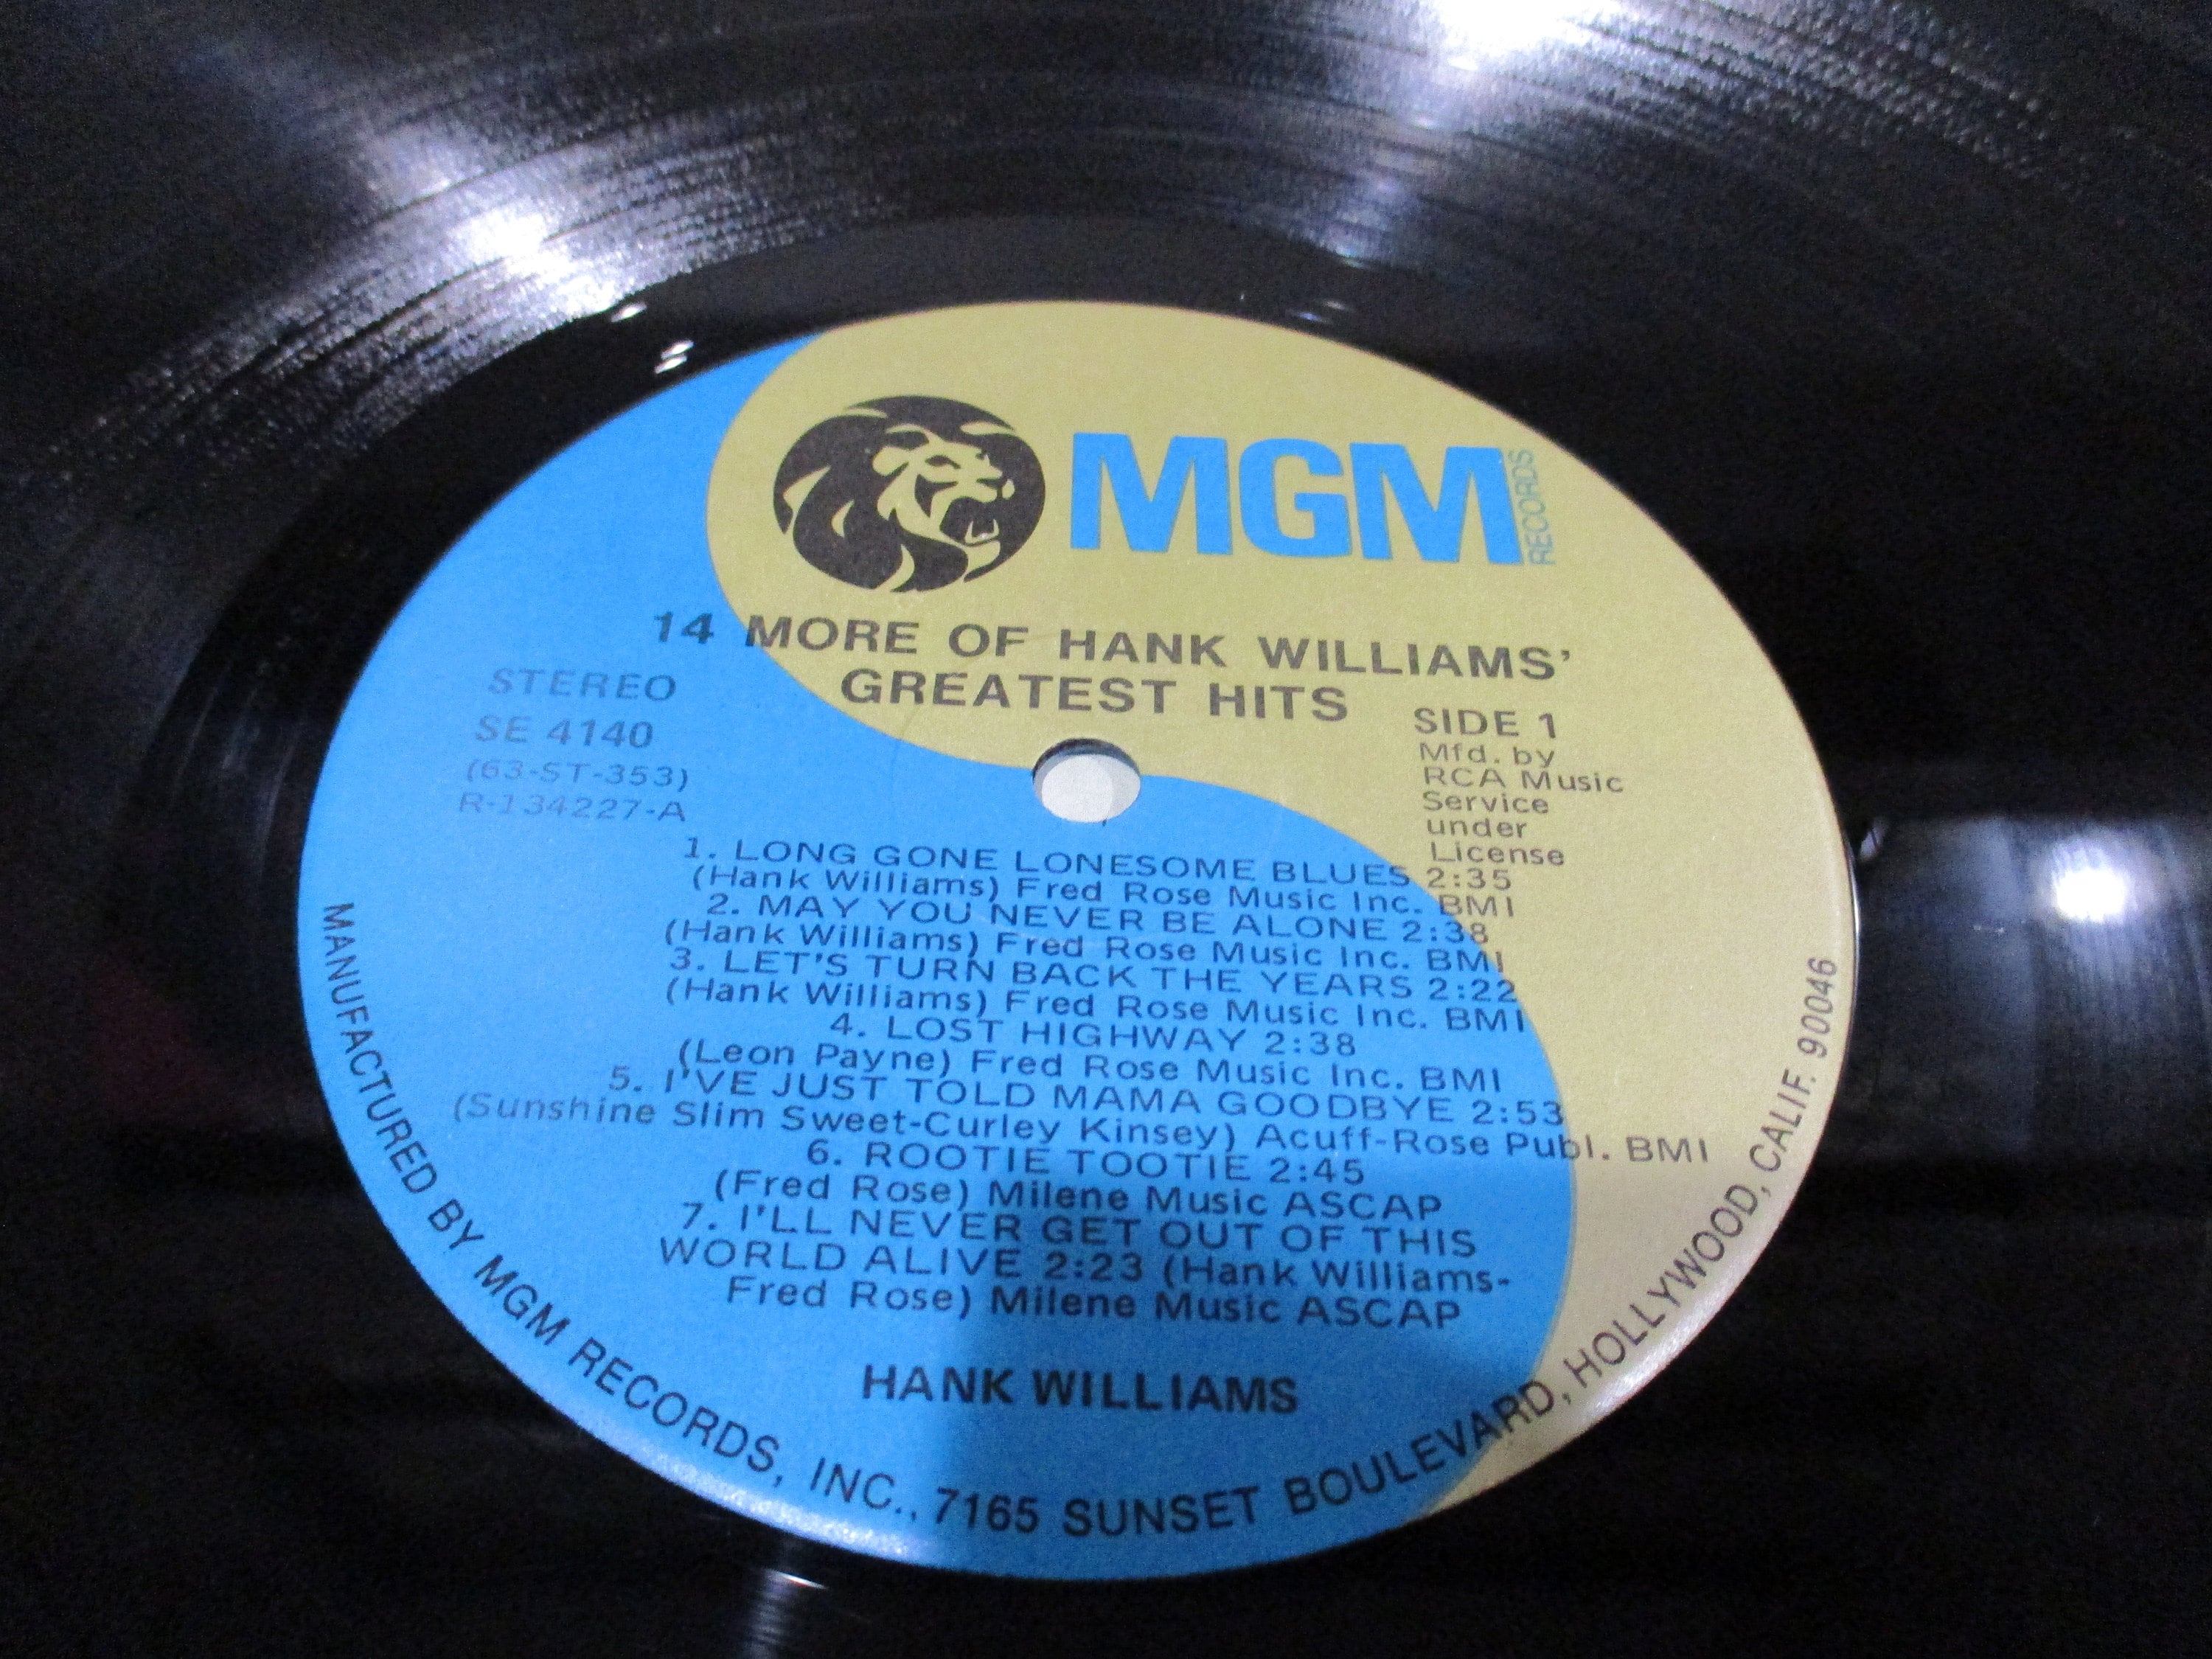 MGM RECORDS
14 MORE OF HANK WILLIAMS'
GREATEST HITS
STEREO
SE 4140
(63-ST-353)
R-134227-A
SIDE 1
Mfd. by
RCA Music
Service
under
License
1. LONG GONE LONESOME BLUES 2:35
(Hank Williams) Fred Rose Music Inc. BMI
2. MAY YOU NEVER BE ALONE 2:38
(Hank Williams) Fred Rose Music Inc. BMI
3. LET'S TURN BACK THE YEARS 2:22
(Hank Williams) Fred Rose Music Inc. BMI
4. LOST HIGHWAY 2:38
(Leon Payne) Fred Rose Music Inc. BMI
5. I'VE JUST TOLD MAMA GOODBYE 2:53
(Sunshine Slim Sweet-Curley Kinsey) Acuff-Rose Publ. BMI
6. ROOTIE TOOTIE 2:45
(Fred Rose) Milene Music ASCAP
7. I'LL NEVER GET OUT OF THIS
WORLD ALIVE 2:23 (Hank Williams-
Fred Rose) Milene Music ASCAP
HANK WILLIAMS
MANUFACTURED BY MGM RECORDS, INC., 7165 SUNSET BOULEVARD, HOLLYWOOD, CALIF. 90046